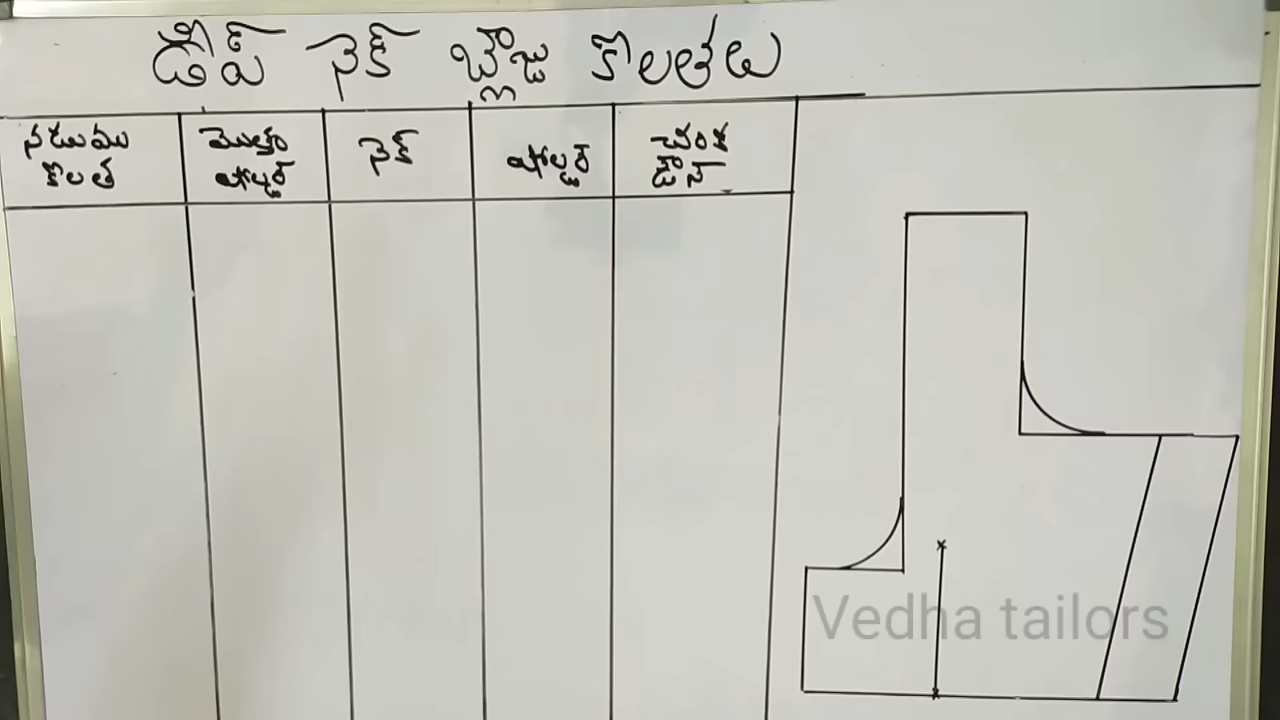 డీప్ నెక్ బ్లౌజు కొలతలు
నడుము
కొలత
మొత్తం
షోల్డర్
నెక్
షోల్డర్
చంక
డౌన్
Vedha tailors